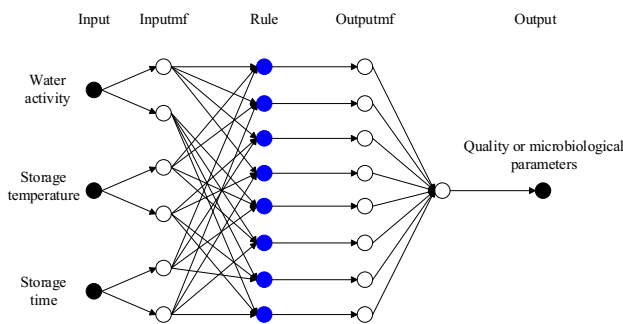 Input Inputmf Rule Outputmf Output
Water
activity
Storage
temperature
Storage
time
Quality or microbiological
parameters